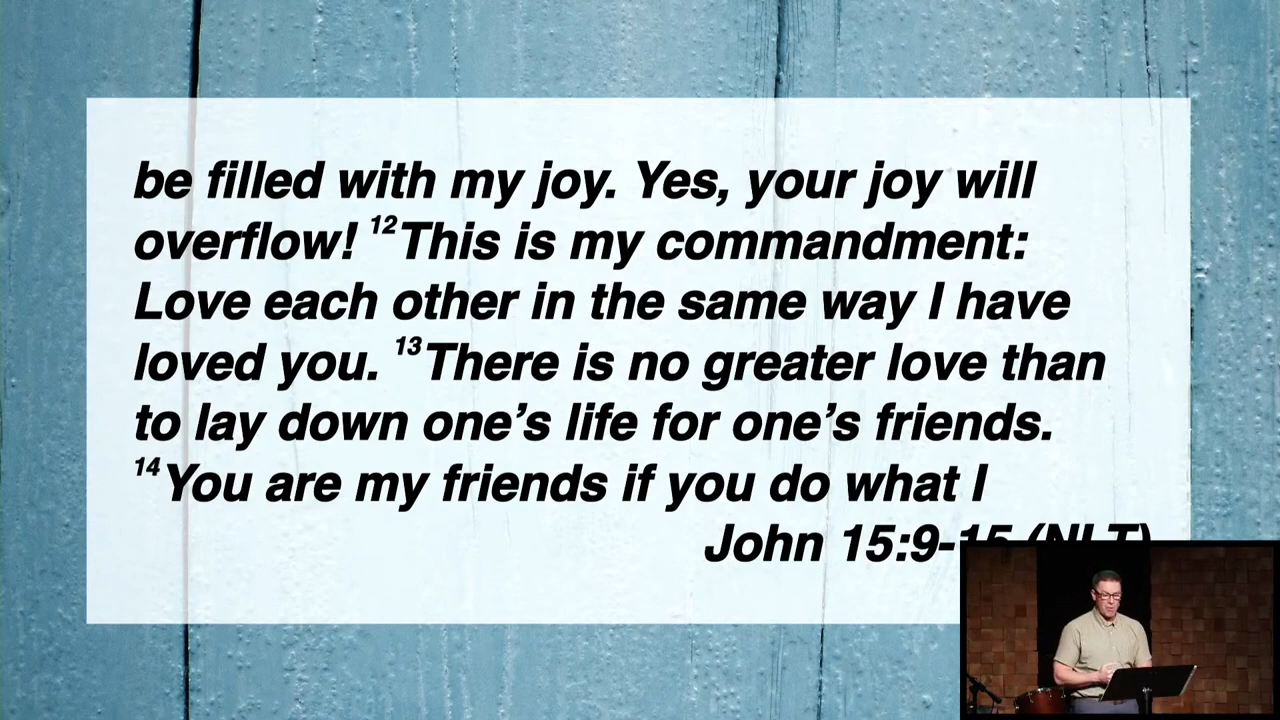 be filled with my joy. Yes, your joy will
overflow! 12 This is my commandment:
Love each other in the same way I have
loved you. 13 There is no greater love than
to lay down one’s life for one’s friends.
14 You are my friends if you do what I
John 15:9-15 (NLT)